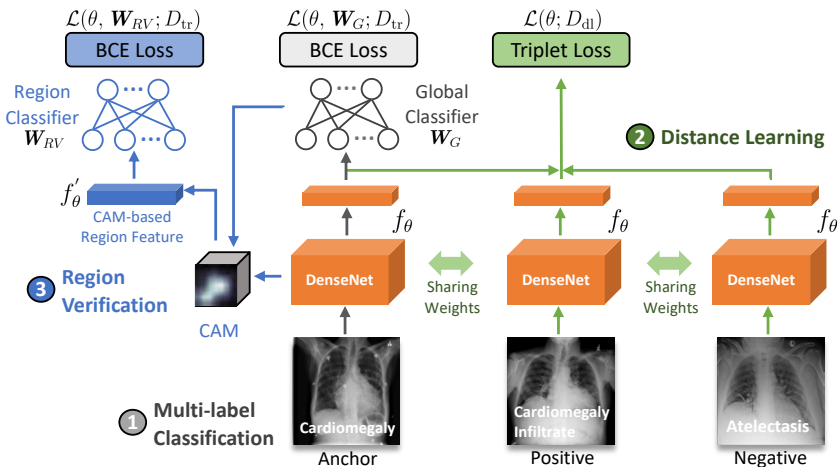 ℒ(θ, W_RV; D_tr)
ℒ(θ, W_G; D_tr)
ℒ(θ; D_dl)
BCE Loss
BCE Loss
Triplet Loss
Region
Classifier
W_RV
Global
Classifier
W_G
2 Distance Learning
f′_θ
CAM-based
Region Feature
f_θ
f_θ
f_θ
3 Region
Verification
CAM
DenseNet
DenseNet
DenseNet
Sharing
Weights
Sharing
Weights
1 Multi-label
Classification
Cardiomegaly
Cardiomegaly
Infiltrate
Atelectasis
Anchor
Positive
Negative